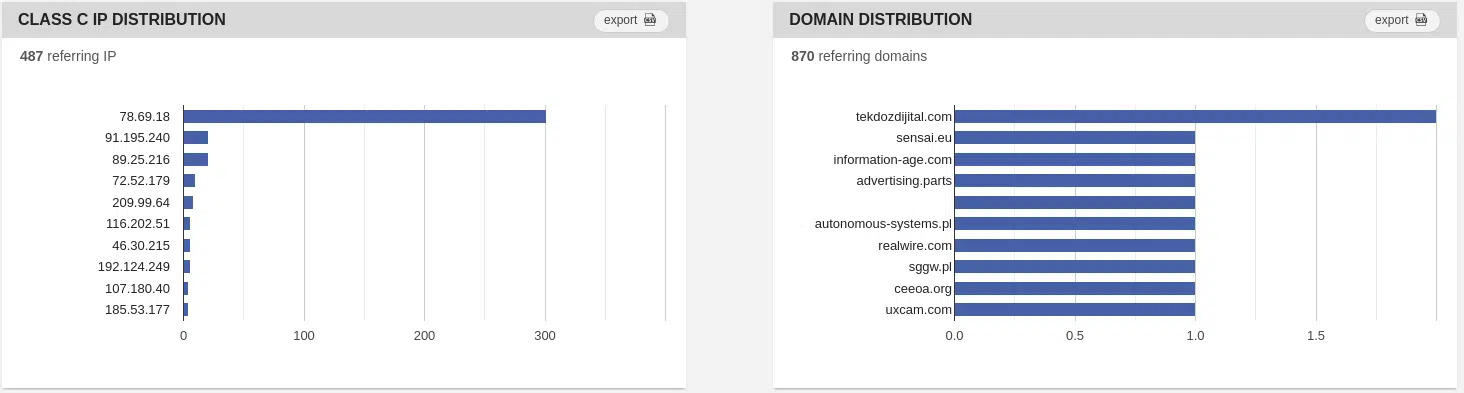 CLASS C IP DISTRIBUTION
export
487 referring IP
78.69.18
91.195.240
89.25.216
72.52.179
209.99.64
116.202.51
46.30.215
192.124.249
107.180.40
185.53.177
0 100 200 300
DOMAIN DISTRIBUTION
export
870 referring domains
tekdozdijital.com
sensai.eu
information-age.com
advertising.parts
autonomous-systems.pl
realwire.com
sggw.pl
ceeoa.org
uxcam.com
0.0 0.5 1.0 1.5